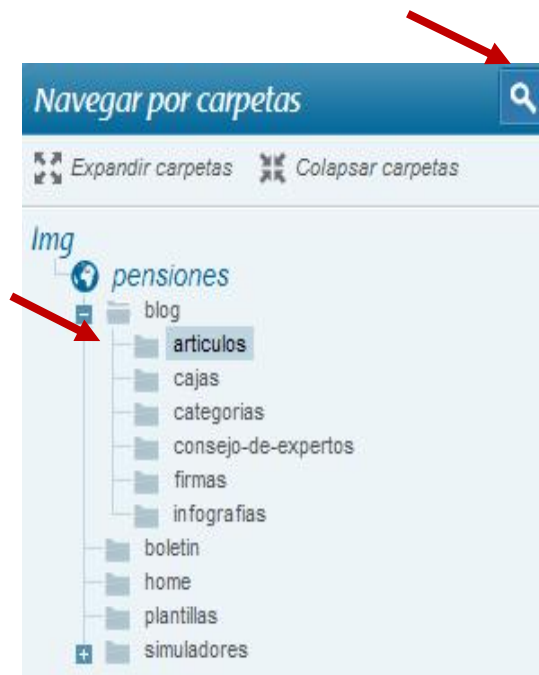 Navegar por carpetas
Expandir carpetas Colapsar carpetas
Img
pensiones
blog
articulos
cajas
categorias
consejo-de-expertos
firmas
infografias
boletin
home
plantillas
simuladores